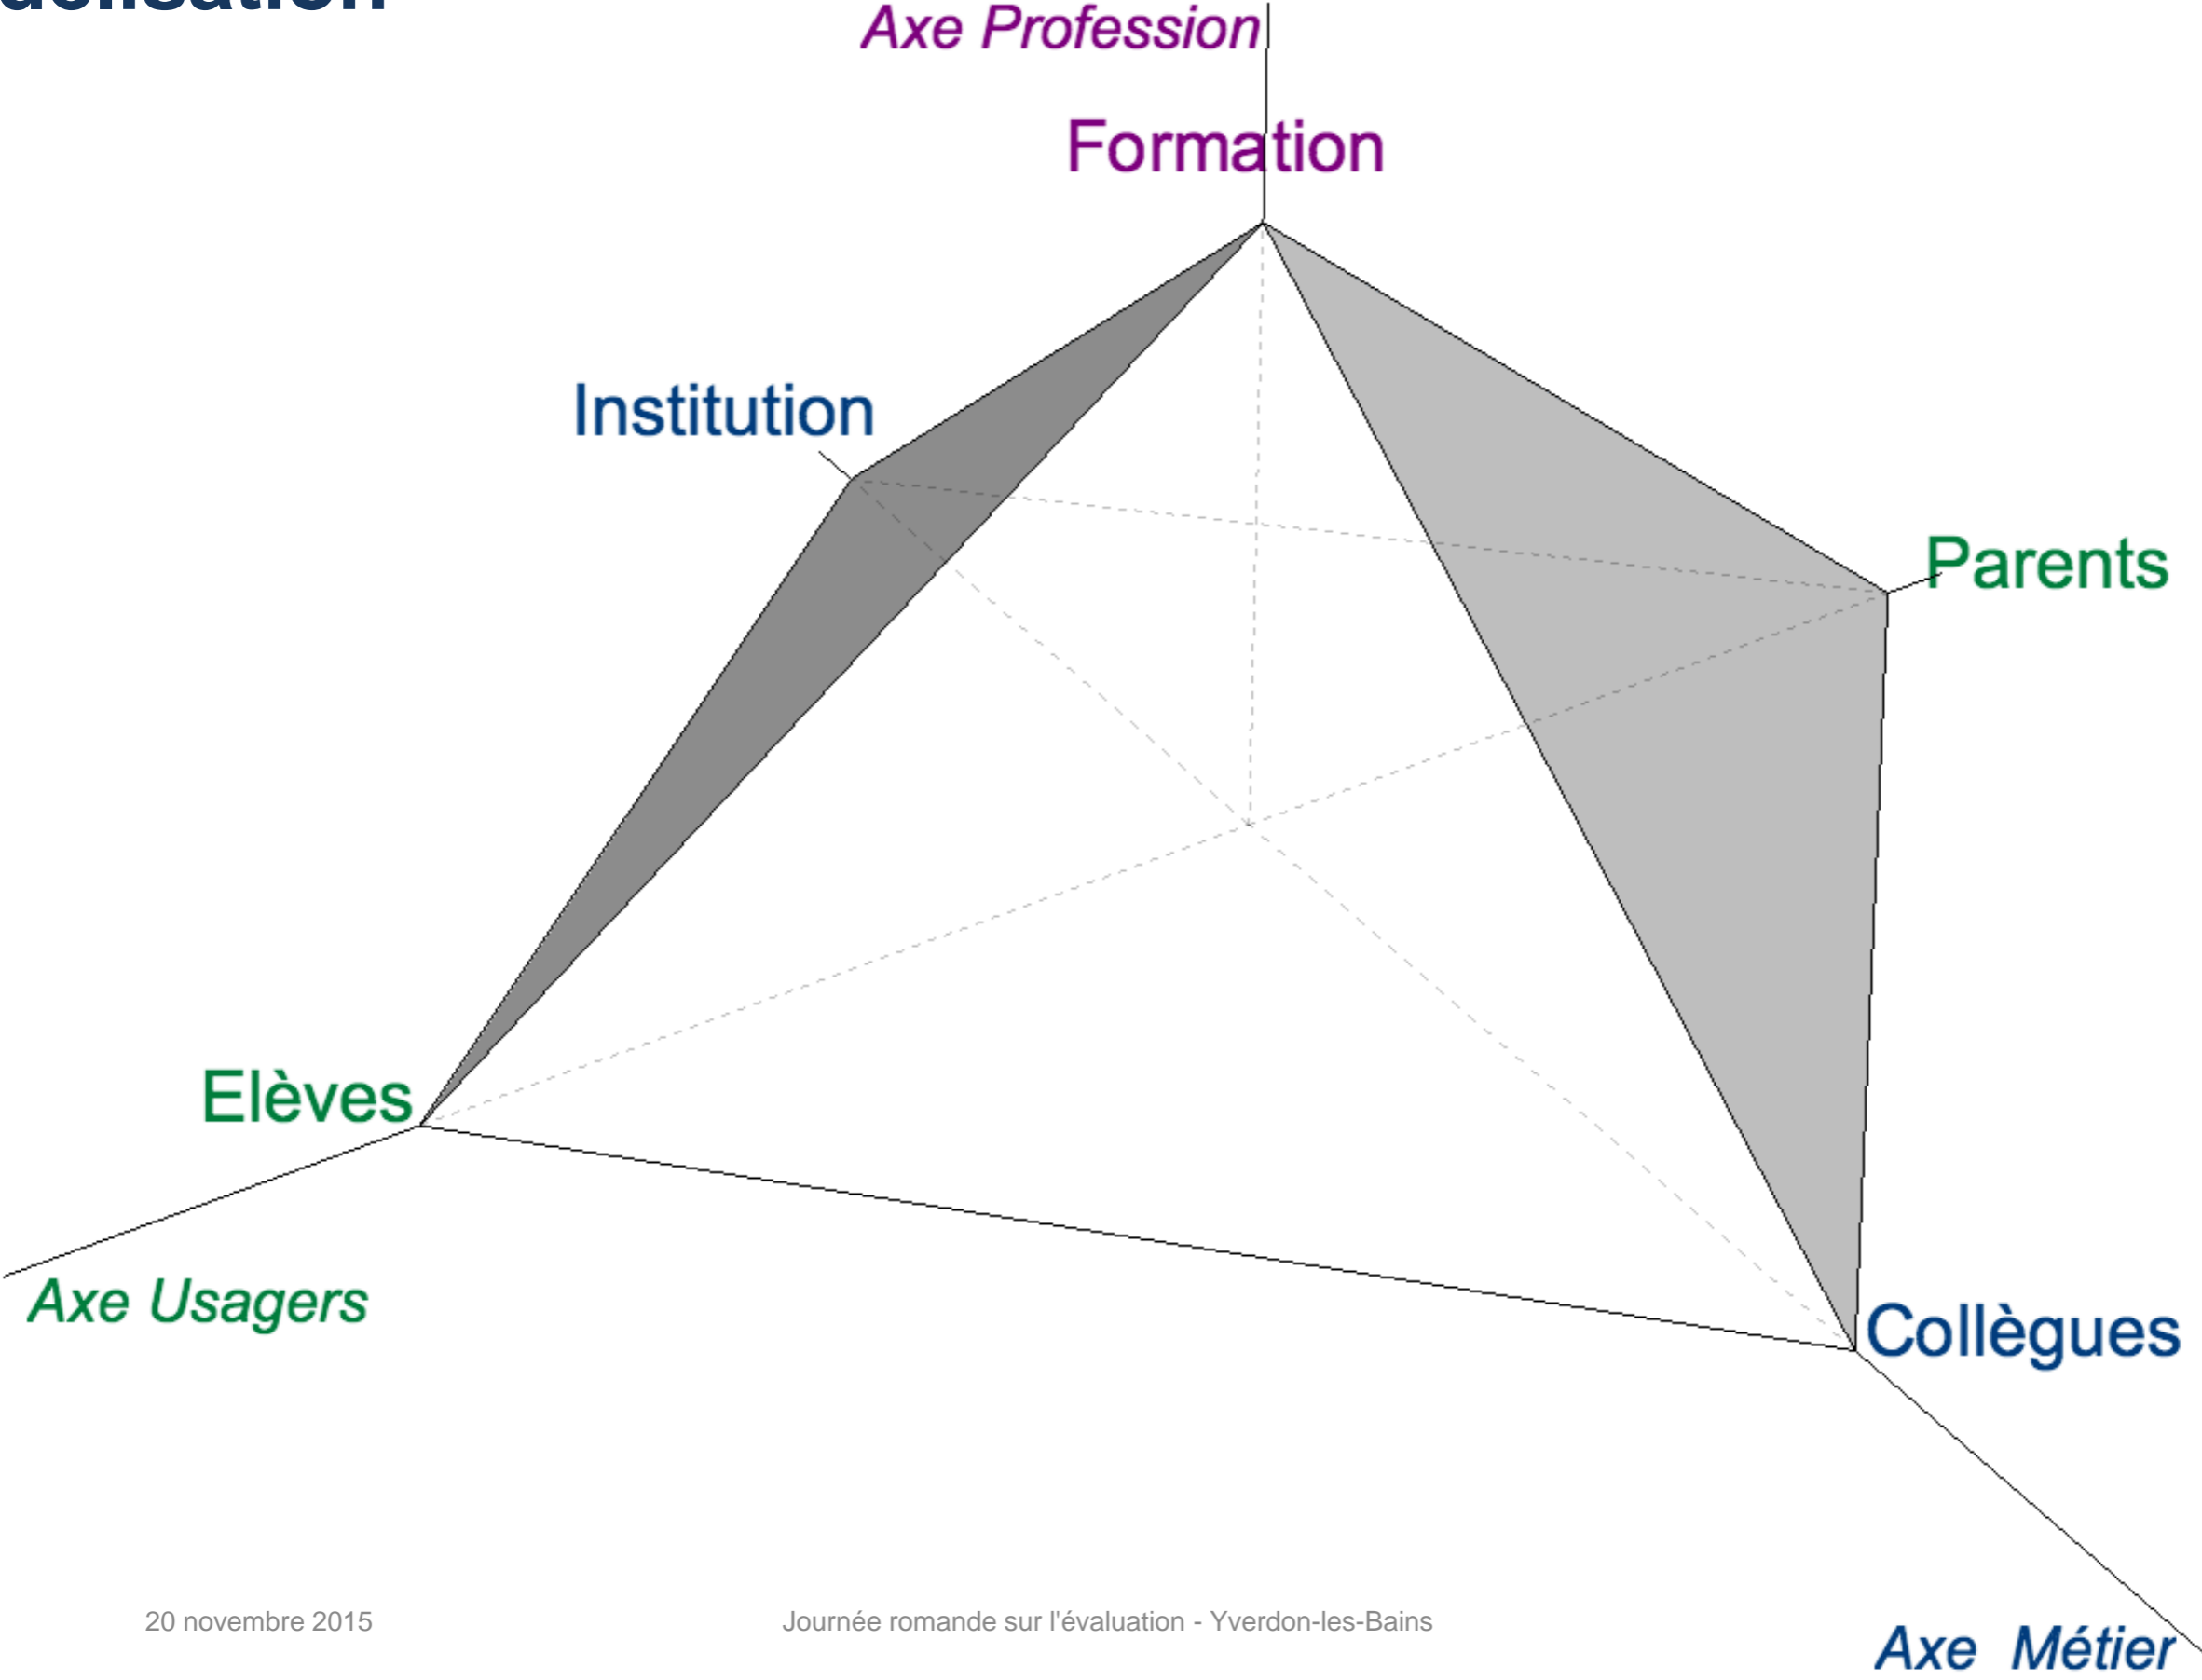 Axe Profession
Formation
Institution
Parents
Elèves
Axe Usagers
Collègues
20 novembre 2015
Journée romande sur l'évaluation - Yverdon-les-Bains
Axe Métier